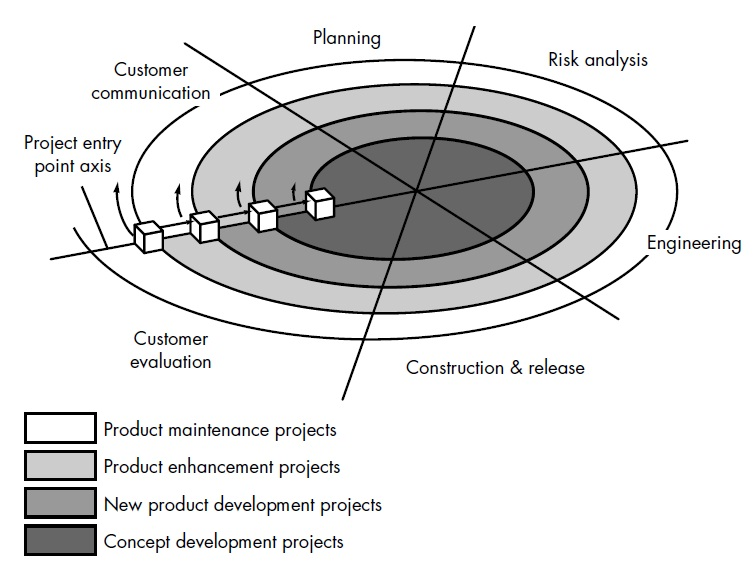 Planning
Risk analysis
Customer
communication
Project entry
point axis
Engineering
Customer
evaluation
Construction & release
Product maintenance projects
Product enhancement projects
New product development projects
Concept development projects